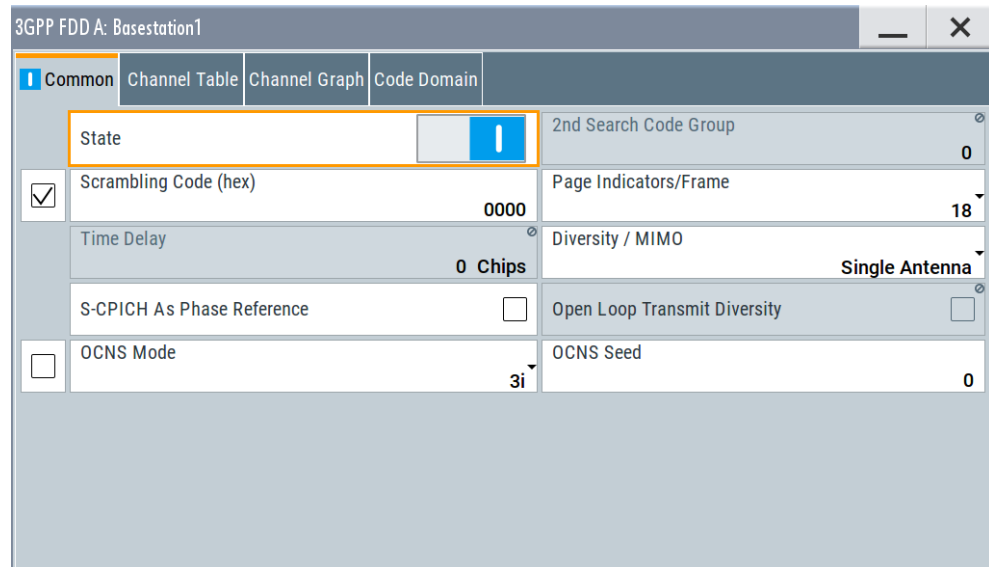 3GPP FDD A: Basestation1
Common Channel Table Channel Graph Code Domain
State
2nd Search Code Group
0
Scrambling Code (hex)
0000
Page Indicators/Frame
18
Time Delay
0 Chips
Diversity / MIMO
Single Antenna
S-CPICH As Phase Reference
Open Loop Transmit Diversity
OCNS Mode
3i
OCNS Seed
0